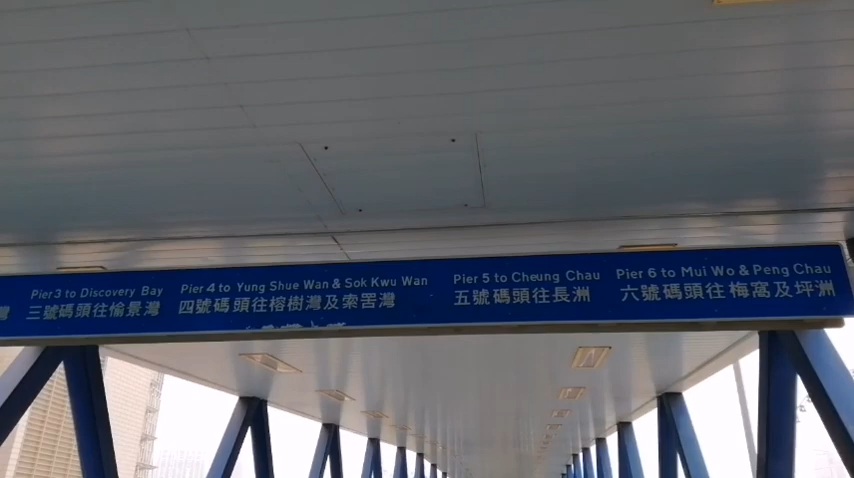 Pier 3 to Discovery Bay
三號碼頭往愉景灣
Pier 4 to Yung Shue Wan & Sok Kwu Wan
四號碼頭往榕樹灣及索罟灣
Pier 5 to Cheung Chau
五號碼頭往長洲
Pier 6 to Mui Wo & Peng Chau
六號碼頭往梅窩及坪洲